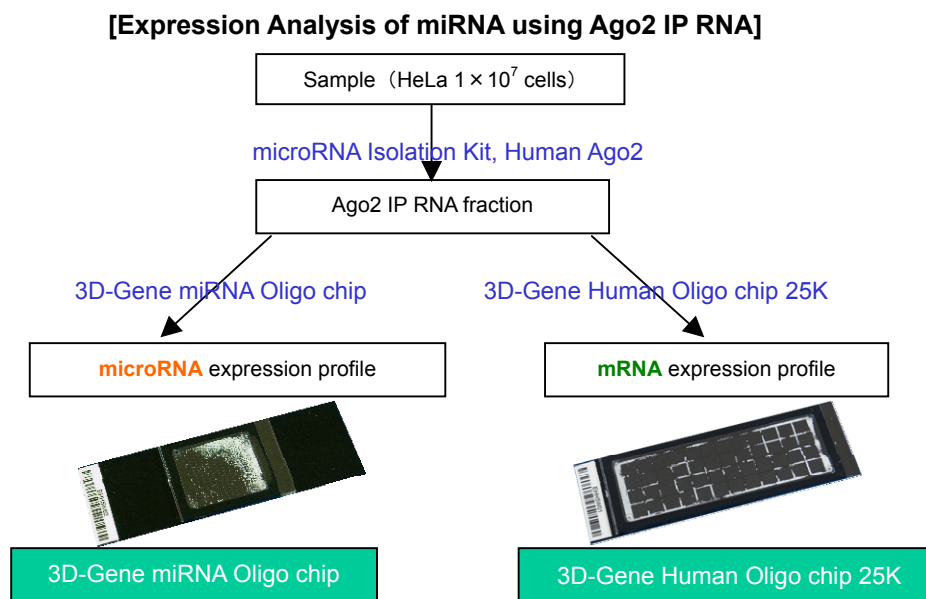 [Expression Analysis of miRNA using Ago2 IP RNA]
Sample（HeLa 1×10⁷ cells）
microRNA Isolation Kit, Human Ago2
Ago2 IP RNA fraction
3D-Gene miRNA Oligo chip
3D-Gene Human Oligo chip 25K
microRNA expression profile
mRNA expression profile
3D-Gene miRNA Oligo chip
3D-Gene Human Oligo chip 25K